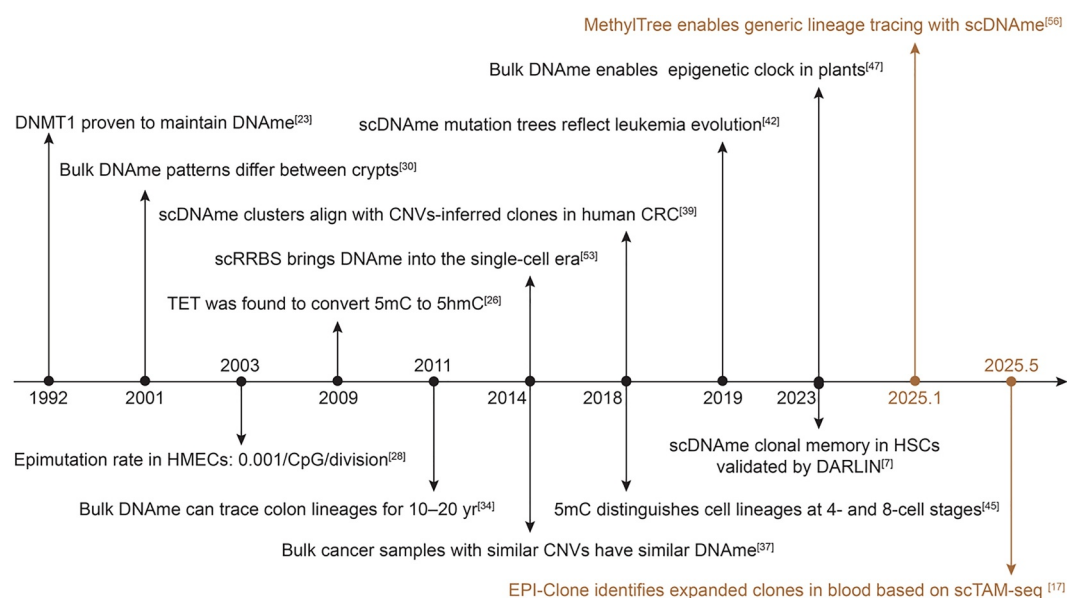 MethylTree enables generic lineage tracing with scDNAme[56]
Bulk DNAme enables epigenetic clock in plants[47]
DNMT1 proven to maintain DNAme[23]
scDNAme mutation trees reflect leukemia evolution[42]
Bulk DNAme patterns differ between crypts[30]
scDNAme clusters align with CNVs-inferred clones in human CRC[39]
scRRBS brings DNAme into the single-cell era[53]
TET was found to convert 5mC to 5hmC[26]
2003
2011
2025.5
1992
2001
2009
2014
2018
2019
2023
2025.1
scDNAme clonal memory in HSCs
validated by DARLIN[7]
Epimutation rate in HMECs: 0.001/CpG/division[28]
Bulk DNAme can trace colon lineages for 10–20 yr[34]
5mC distinguishes cell lineages at 4- and 8-cell stages[45]
Bulk cancer samples with similar CNVs have similar DNAme[37]
EPI-Clone identifies expanded clones in blood based on scTAM-seq [17]